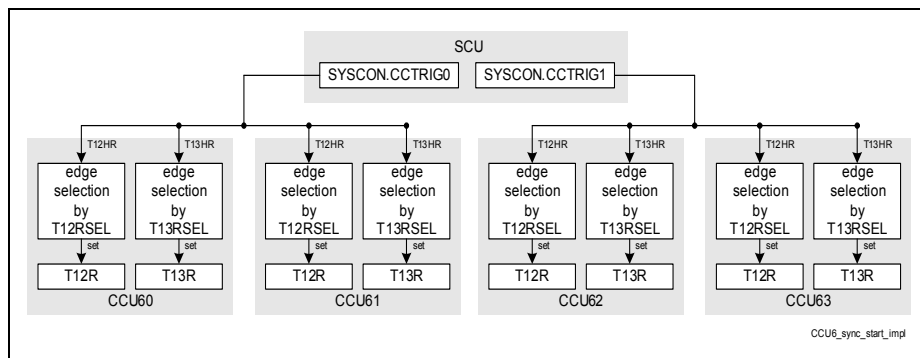 SCU
SYSCON.CCTRIG0 SYSCON.CCTRIG1
T12HR T13HR T12HR T13HR T12HR T13HR T12HR T13HR
edge edge edge edge edge edge edge edge
selection selection selection selection selection selection selection selection
by by by by by by by by
T12RSEL T13RSEL T12RSEL T13RSEL T12RSEL T13RSEL T12RSEL T13RSEL
set set set set set set set set
T12R T13R T12R T13R T12R T13R T12R T13R
CCU60 CCU61 CCU62 CCU63
CCU6_sync_start_impl